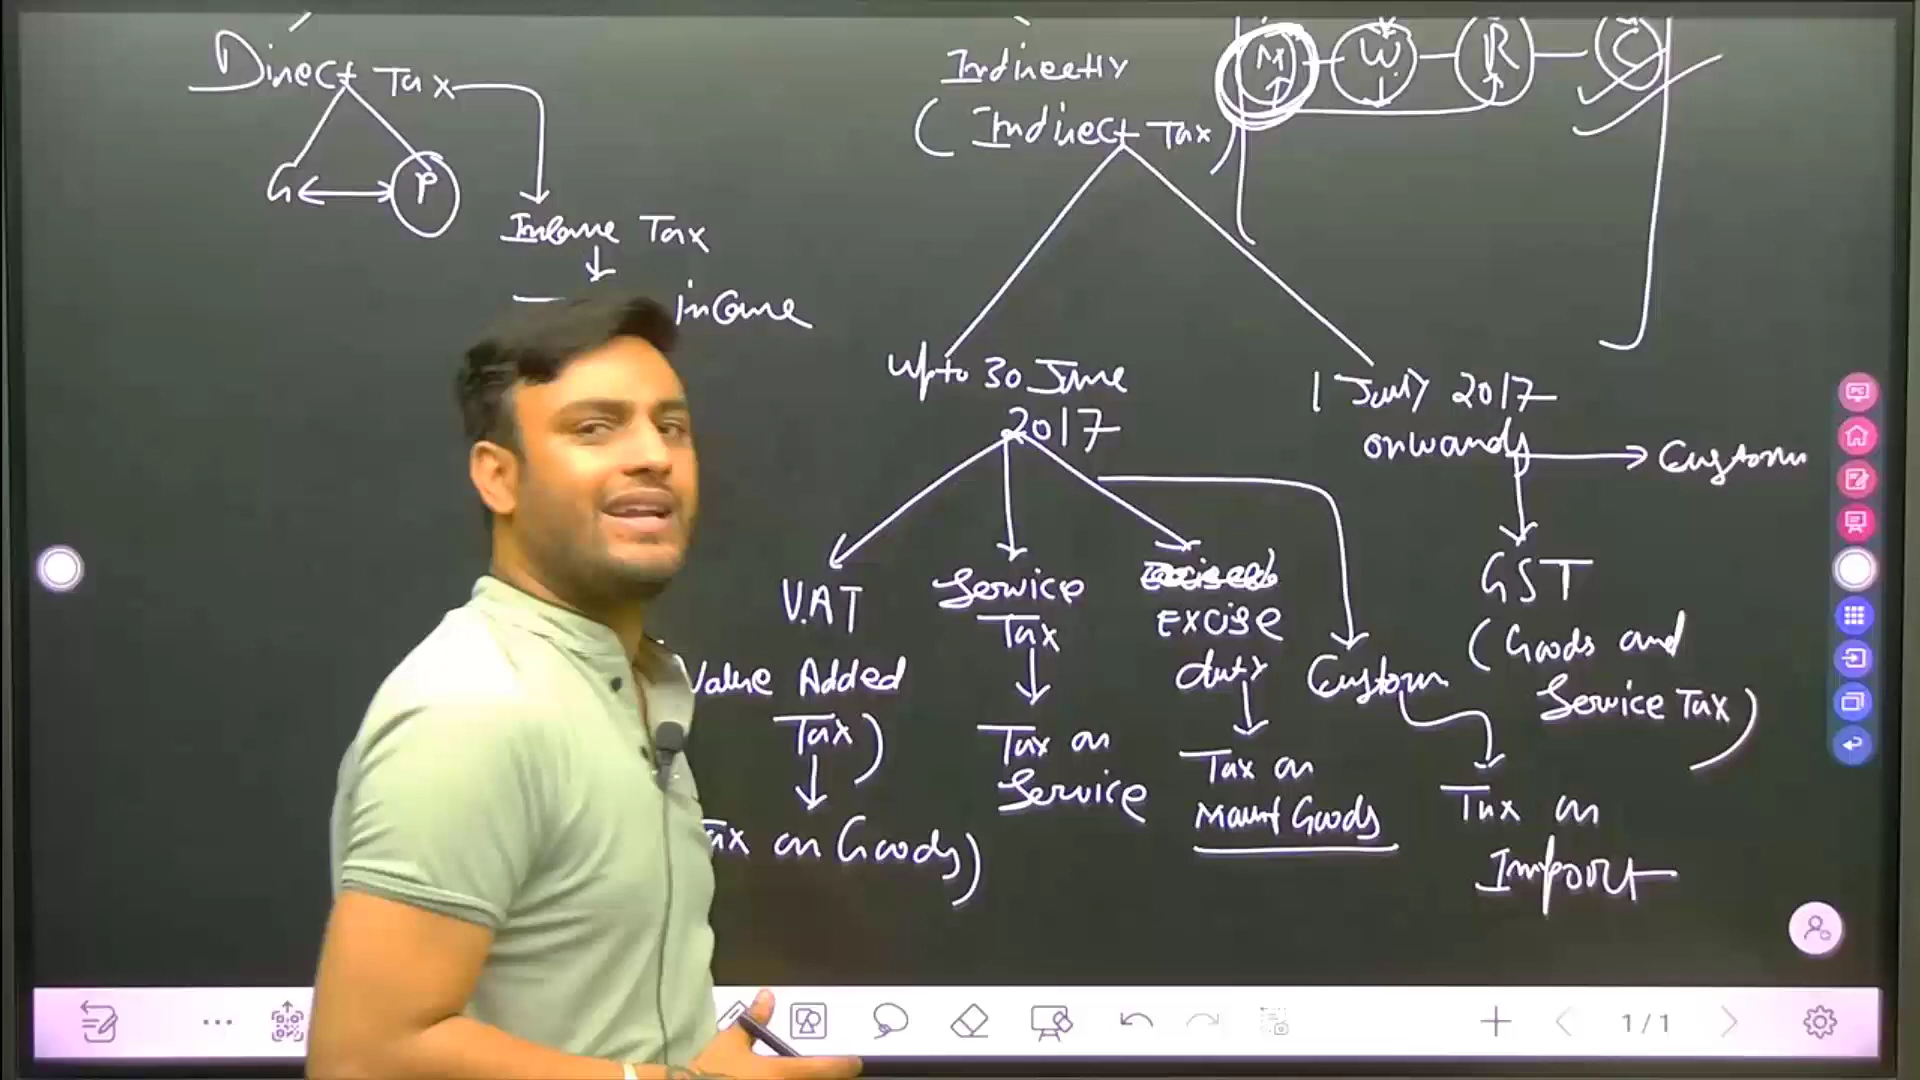 Direct Tax
G P
Income Tax
income
Indirectly
(Indirect Tax)
M W R C
upto 30 June
2017
1 July 2017
onwards
Custom
V.A.T
Value Added
Tax)
Tax on Goods)
Service
Tax
Tax on
Service
Excise
duty
Tax on
Manuf Goods
Custom
Tax on
Import
GST
(Goods and
Service Tax)
1/1